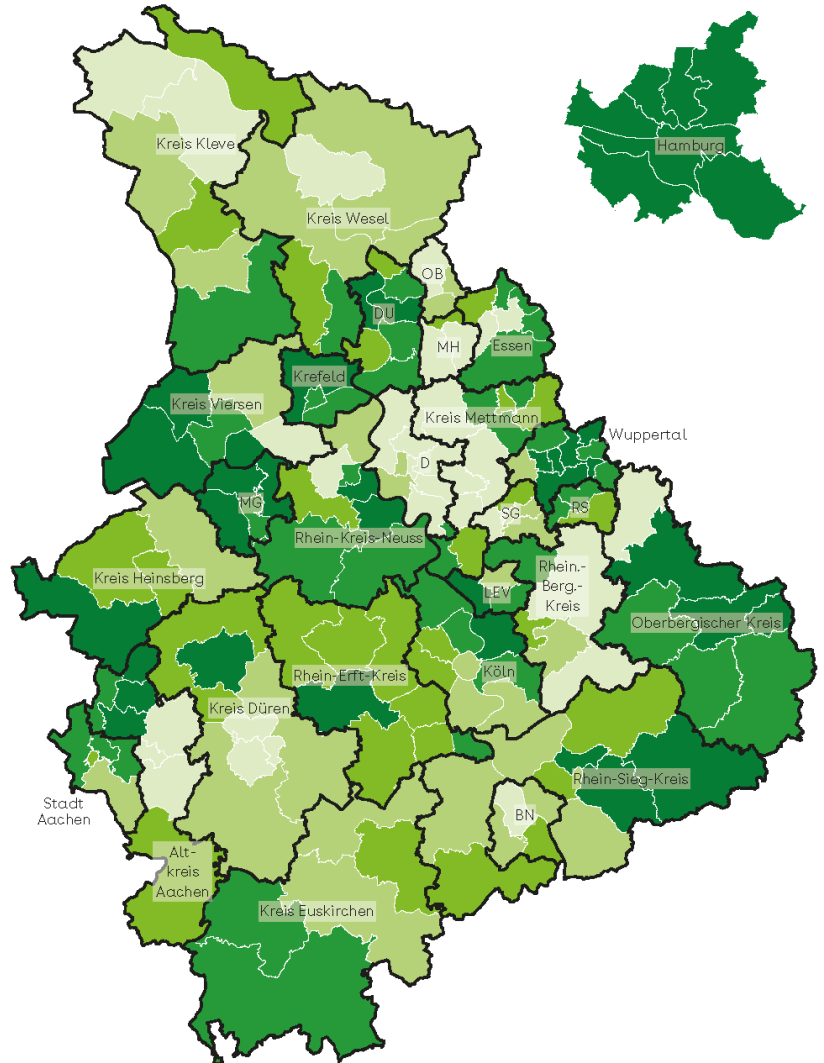 Kreis Kleve
Hamburg
Kreis Wesel
OB
DU
MH
Essen
Krefeld
Kreis Viersen
Kreis Mettmann
Wuppertal
D
MG
SG
RS
Rhein-Kreis-Neuss
Kreis Heinsberg
LEV
Rhein.-
Berg.-
Kreis
Oberbergischer Kreis
Köln
Rhein-Erft-Kreis
Kreis Düren
Rhein-Sieg-Kreis
Stadt
Aachen
BN
Alt-
kreis
Aachen
Kreis Euskirchen